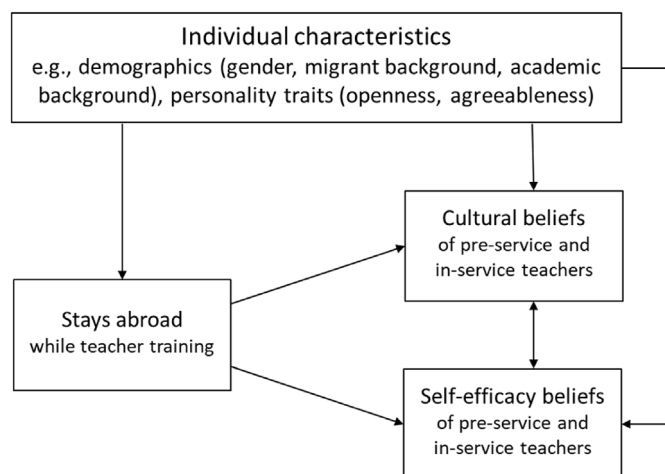 Individual characteristics
e.g., demographics (gender, migrant background, academic
background), personality traits (openness, agreeableness)
Cultural beliefs
of pre-service and
in-service teachers
Stays abroad
while teacher training
Self-efficacy beliefs
of pre-service and
in-service teachers